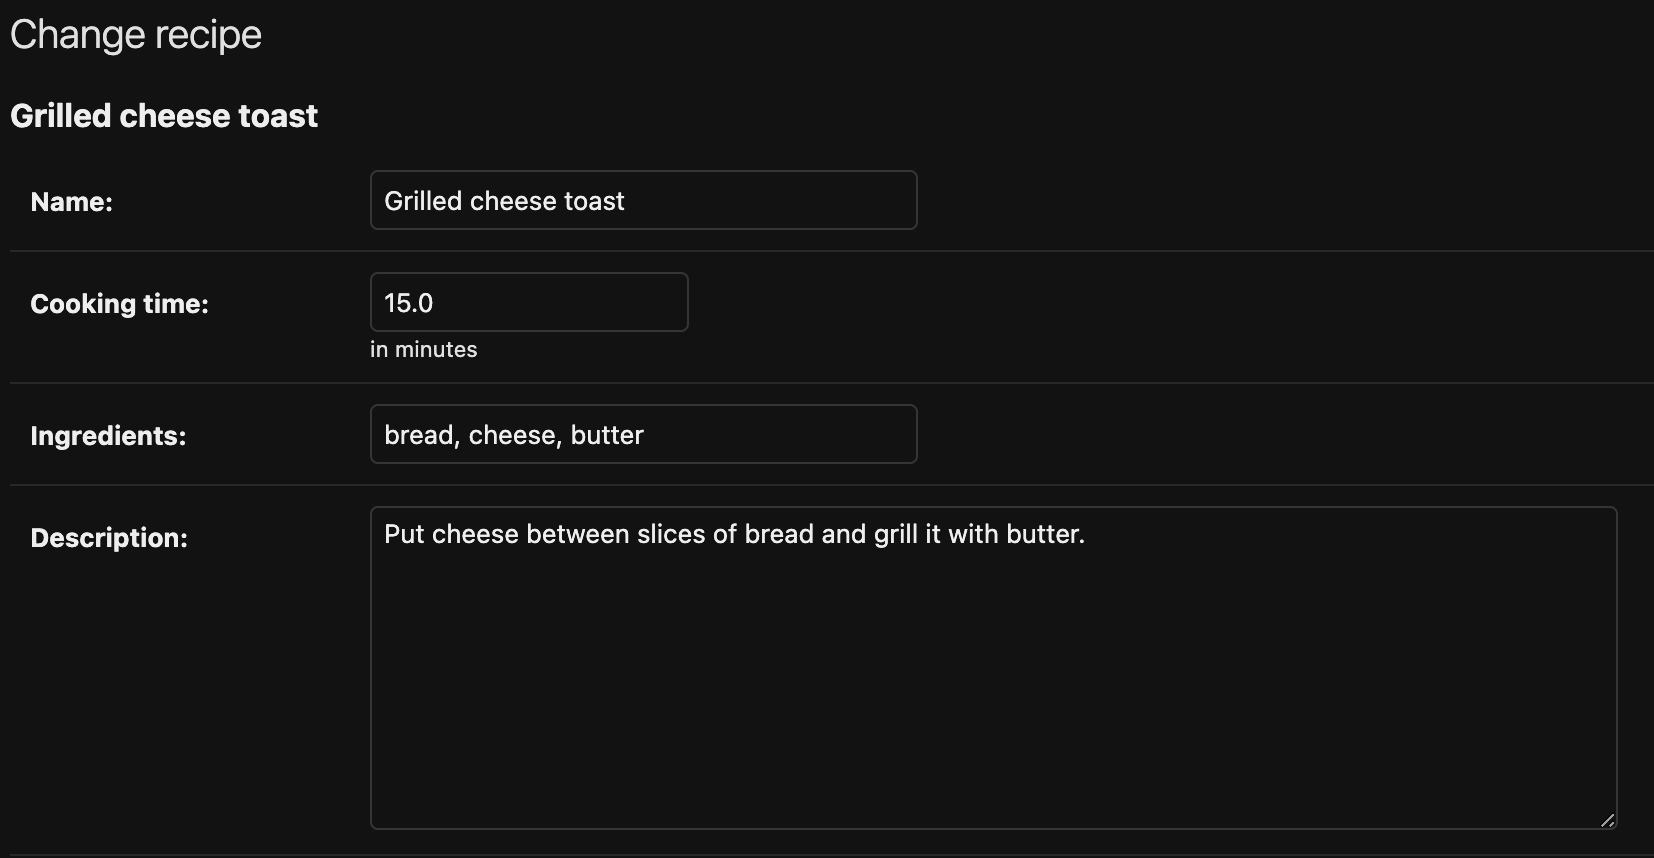 Change recipe
Grilled cheese toast
Name:
Grilled cheese toast
Cooking time:
15.0
in minutes
Ingredients:
bread, cheese, butter
Description:
Put cheese between slices of bread and grill it with butter.